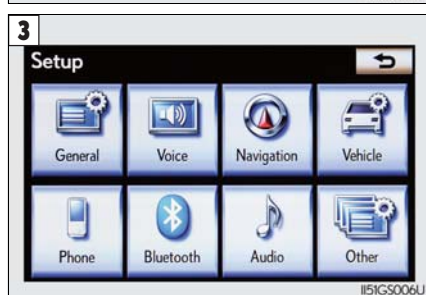 3
Setup
General Voice Navigation Vehicle
Phone Bluetooth Audio Other
II51GS006U